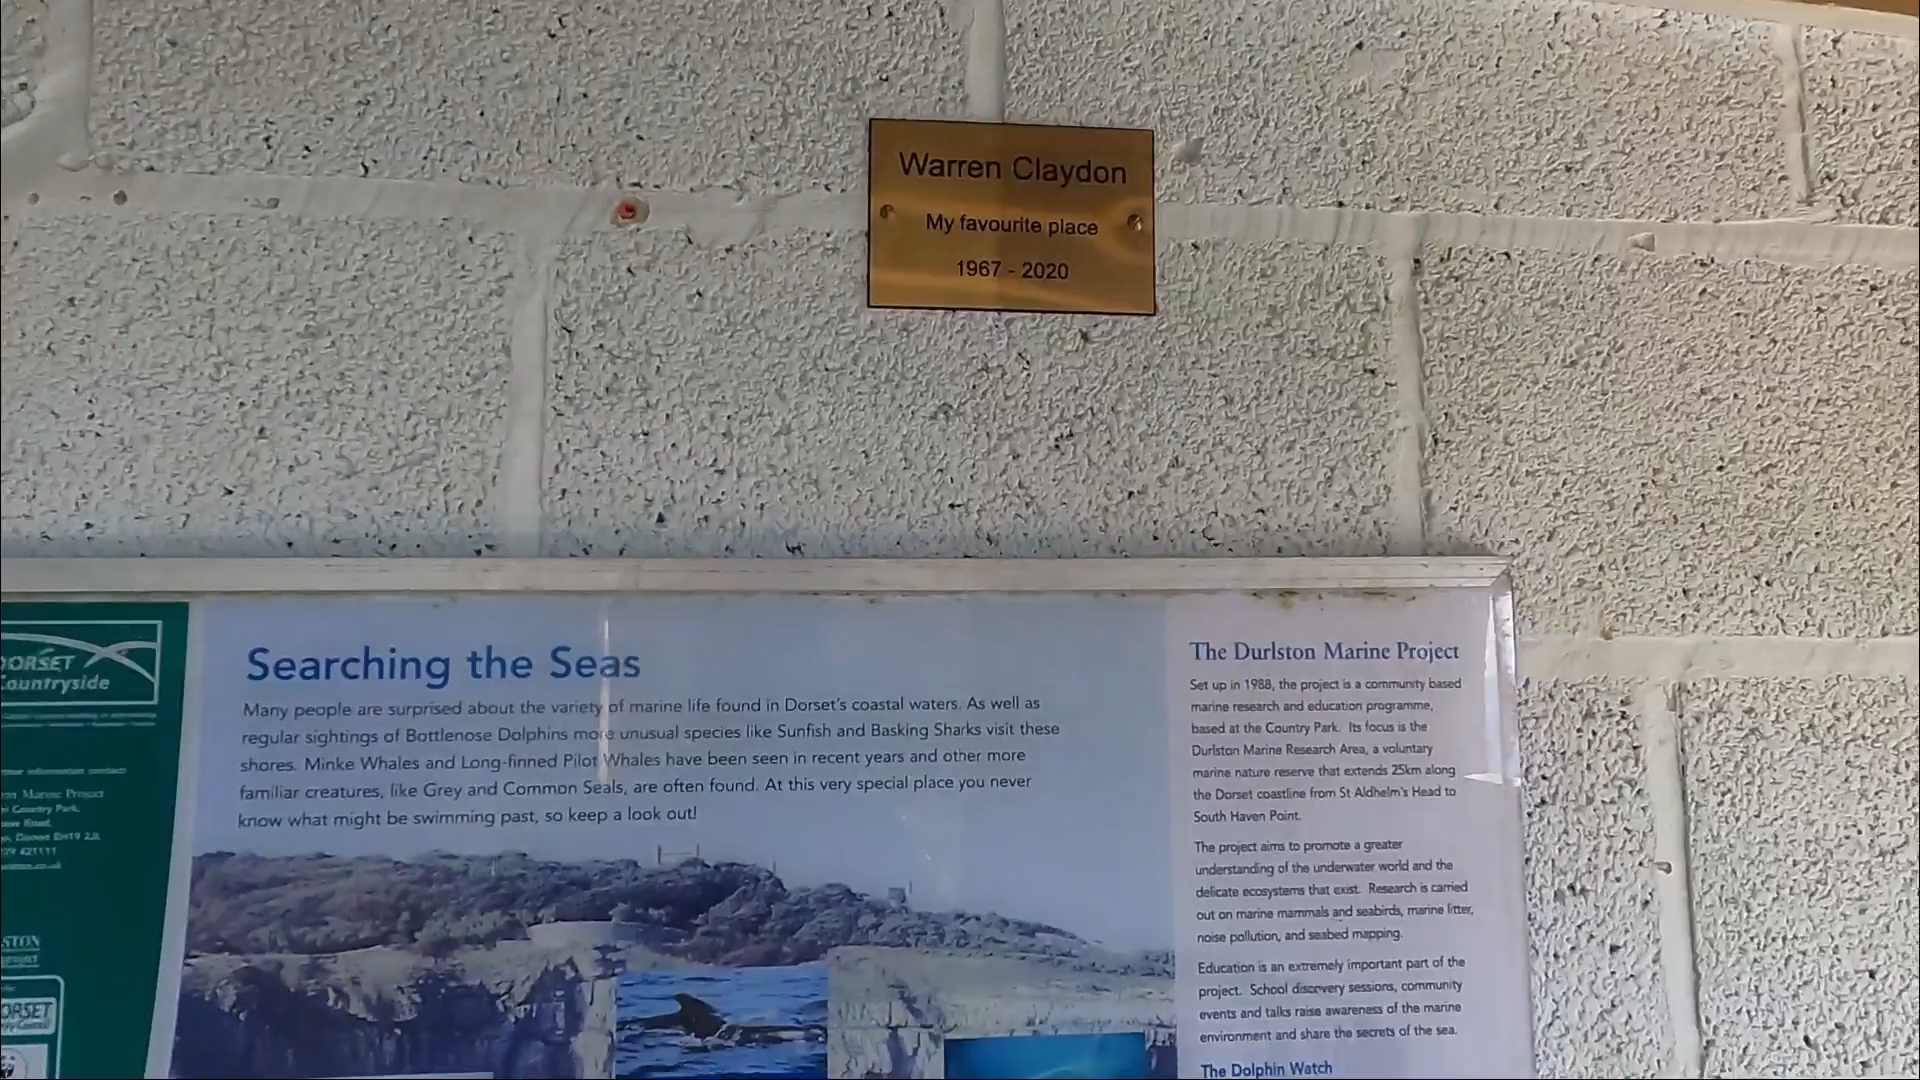 Warren Claydon
My favourite place
1967 - 2020
DORSET
Countryside
Marine Project
Country Park,
Road,
BH19 2JL
421111
Searching the Seas
Many people are surprised about the variety of marine life found in Dorset's coastal waters. As well as
regular sightings of Bottlenose Dolphins more unusual species like Sunfish and Basking Sharks visit these
shores. Minke Whales and Long-finned Pilot Whales have been seen in recent years and other more
familiar creatures, like Grey and Common Seals, are often found. At this very special place you never
know what might be swimming past, so keep a look out!
The Durlston Marine Project
Set up in 1988, the project is a community based
marine research and education programme,
based at the Country Park. Its focus is the
Durlston Marine Research Area, a voluntary
marine nature reserve that extends 25km along
the Dorset coastline from St Aldhelm's Head to
South Haven Point.
The project aims to promote a greater
understanding of the underwater world and the
delicate ecosystems that exist. Research is carried
out on marine mammals and seabirds, marine litter,
noise pollution, and seabed mapping.
Education is an extremely important part of the
project. School discovery sessions, community
events and talks raise awareness of the marine
environment and share the secrets of the sea.
The Dolphin Watch